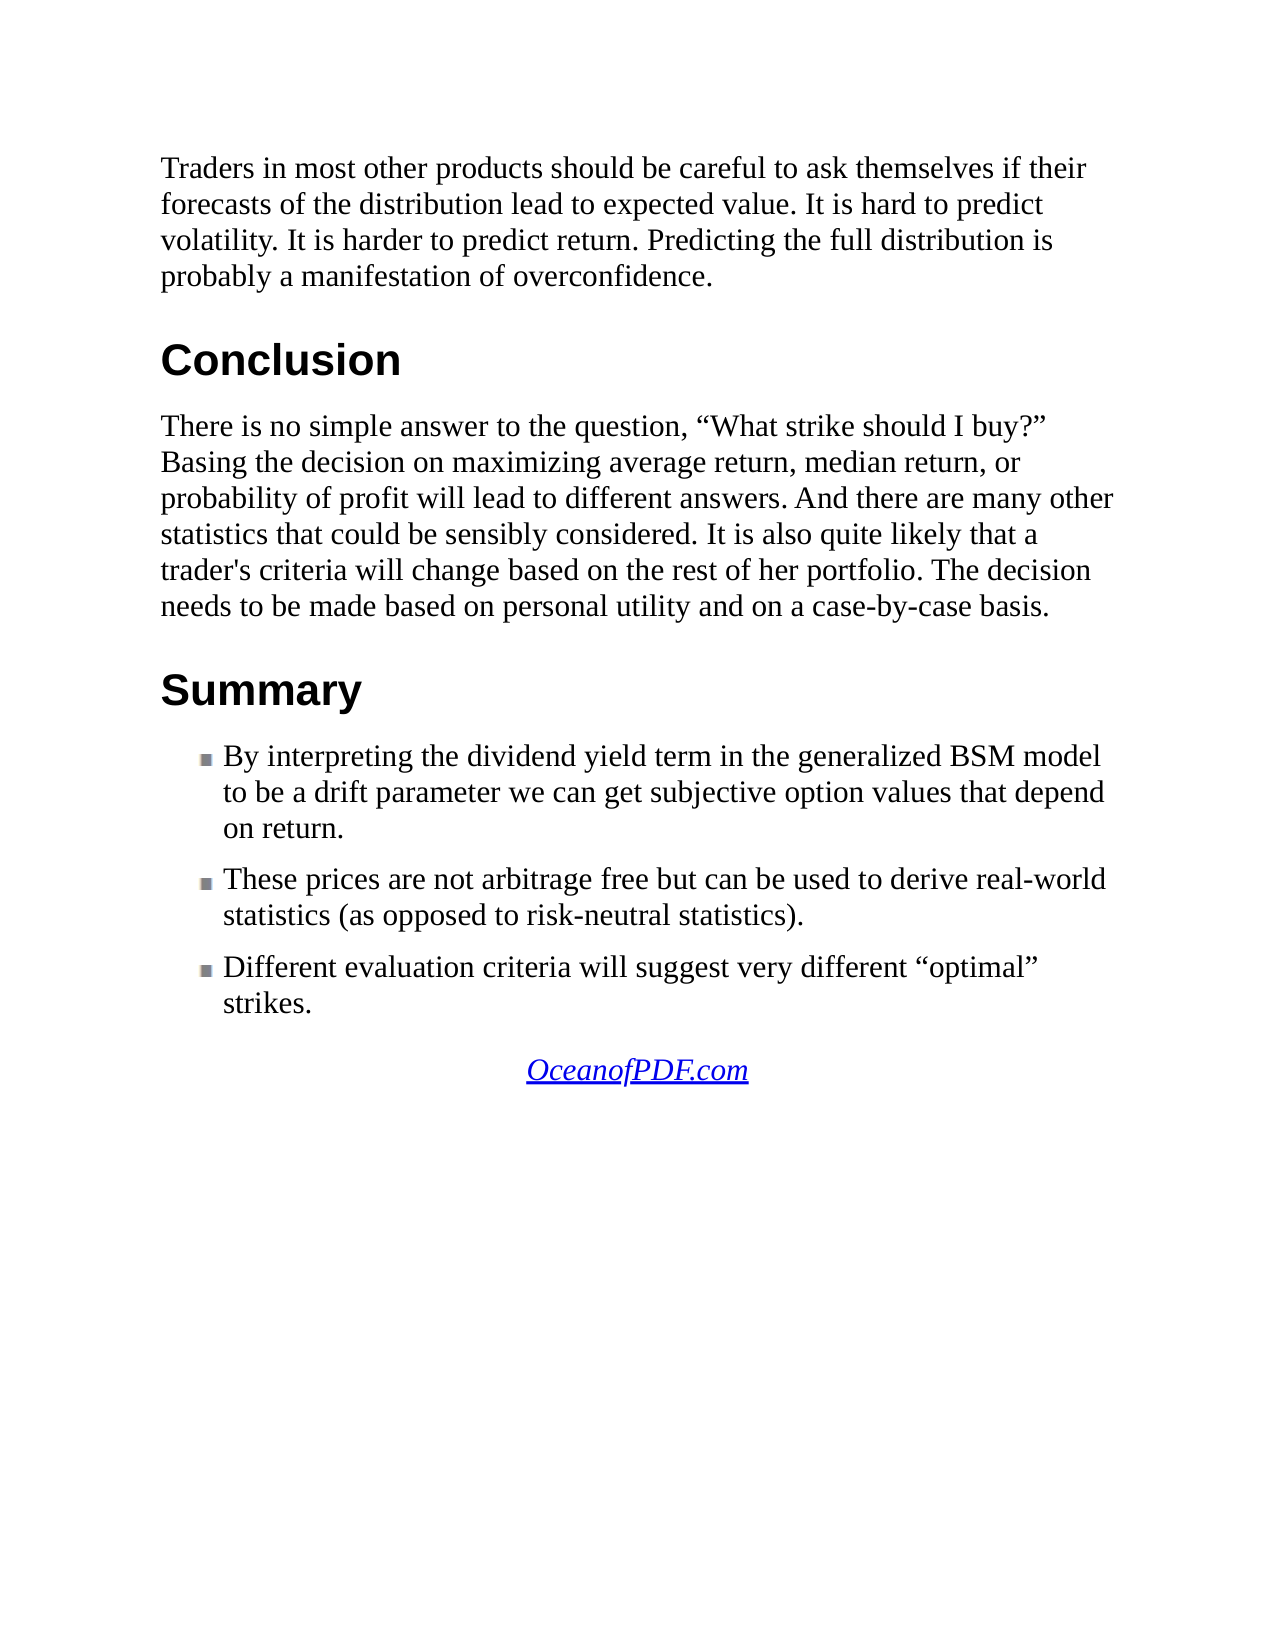 Traders in most other products should be careful to ask themselves if their
forecasts of the distribution lead to expected value. It is hard to predict
volatility. It is harder to predict return. Predicting the full distribution is
probably a manifestation of overconfidence.
Conclusion
There is no simple answer to the question, “What strike should I buy?”
Basing the decision on maximizing average return, median return, or
probability of profit will lead to different answers. And there are many other
statistics that could be sensibly considered. It is also quite likely that a
trader's criteria will change based on the rest of her portfolio. The decision
needs to be made based on personal utility and on a case-by-case basis.
Summary
By interpreting the dividend yield term in the generalized BSM model
to be a drift parameter we can get subjective option values that depend
on return.
These prices are not arbitrage free but can be used to derive real-world
statistics (as opposed to risk-neutral statistics).
Different evaluation criteria will suggest very different “optimal”
strikes.
OceanofPDF.com